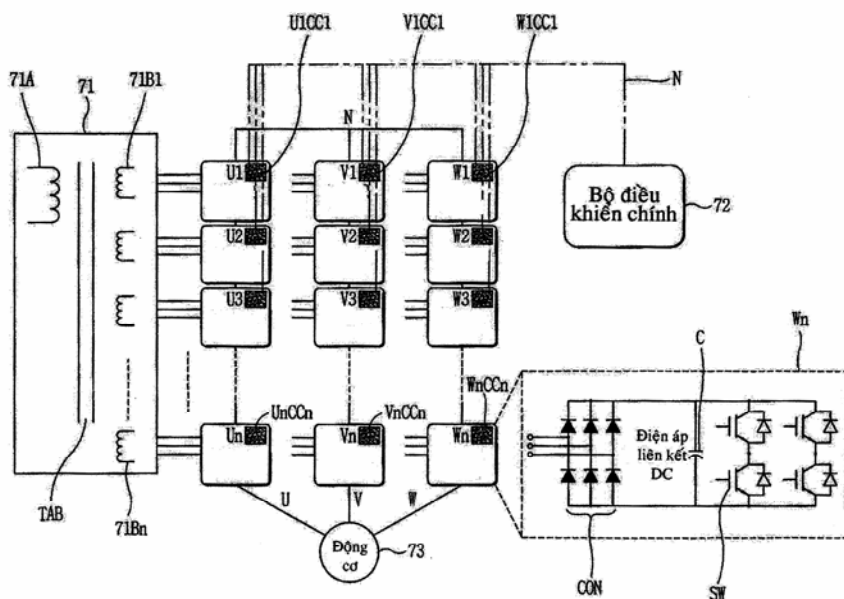 U1CC1 V1CC1 W1CC1
71A 71 71B1
N
N
U1 V1 W1
Bộ điều
khiển chính
72
U2 V2 W2
U3 V3 W3
Wn
C
UnCCn VnCCn WnCCn
Un Vn Wn
Điện áp
liên kết
DC
TAB 71Bn
U V W
Động
cơ
73
CON SW